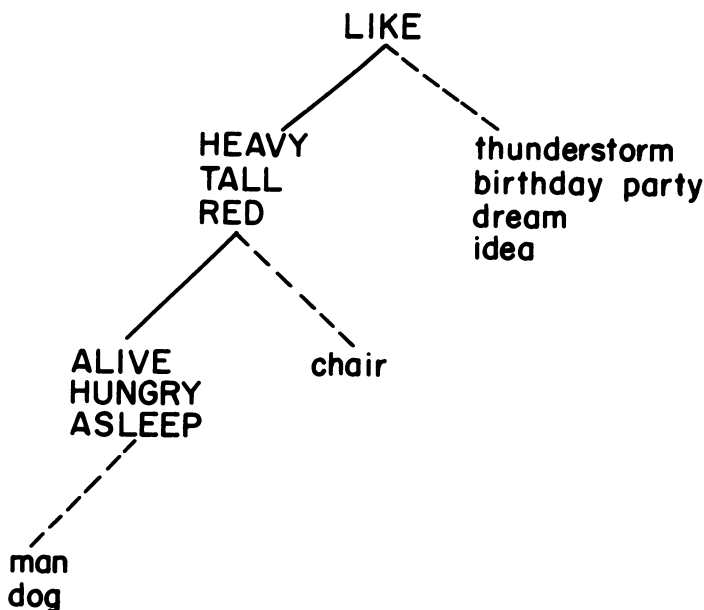 LIKE
HEAVY
TALL
RED
thunderstorm
birthday party
dream
idea
ALIVE
HUNGRY
ASLEEP
chair
man
dog